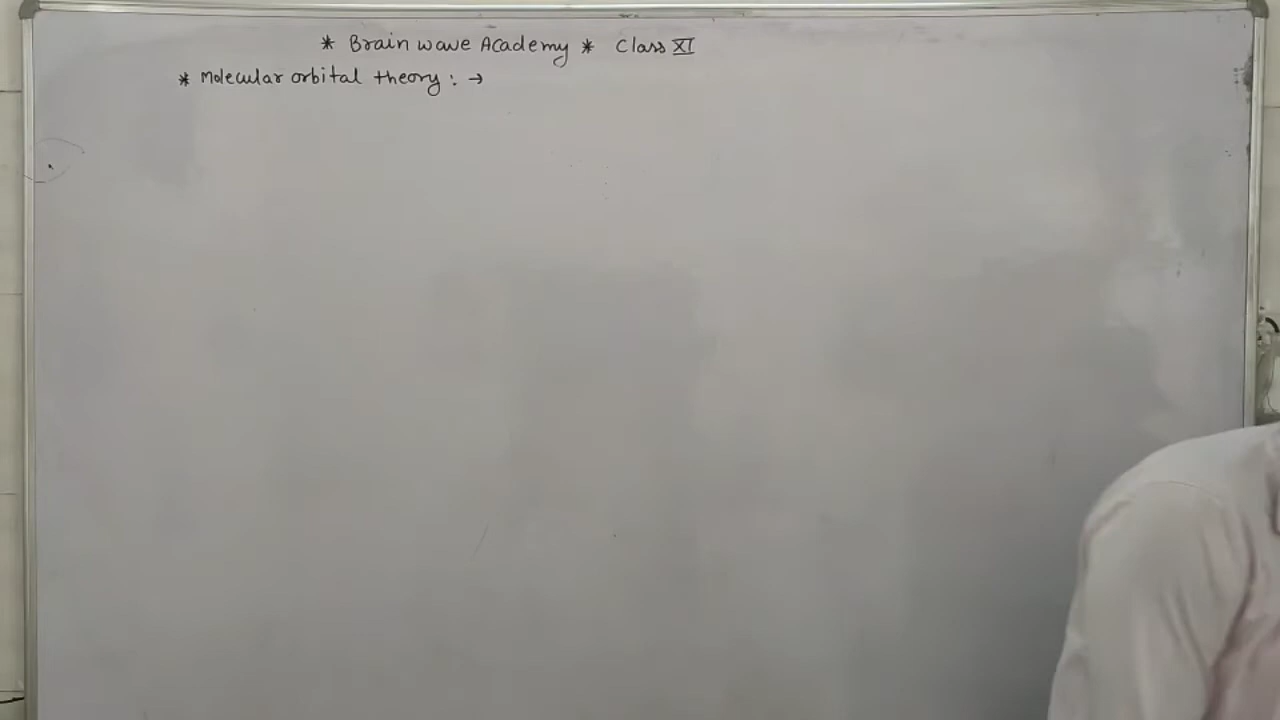 * Brain wave Academy * Class XI
* Molecular orbital theory : →